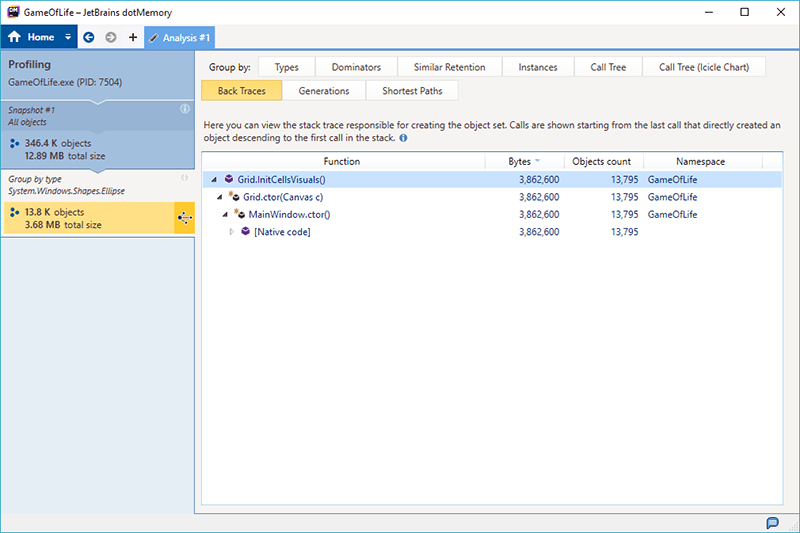 GameOfLife – JetBrains dotMemory
Home
Analysis #1
Profiling
GameOfLife.exe (PID: 7504)
Snapshot #1
All objects
346.4 K objects
12.89 MB total size
Group by type
System.Windows.Shapes.Ellipse
13.8 K objects
3.68 MB total size
Group by: Types Dominators Similar Retention Instances Call Tree Call Tree (Icicle Chart)
Back Traces Generations Shortest Paths
Here you can view the stack trace responsible for creating the object set. Calls are shown starting from the last call that directly created an
object descending to the first call in the stack.
Function Bytes Objects count Namespace
Grid.InitCellsVisuals() 3,862,600 13,795 GameOfLife
Grid.ctor(Canvas c) 3,862,600 13,795 GameOfLife
MainWindow.ctor() 3,862,600 13,795 GameOfLife
[Native code] 3,862,600 13,795